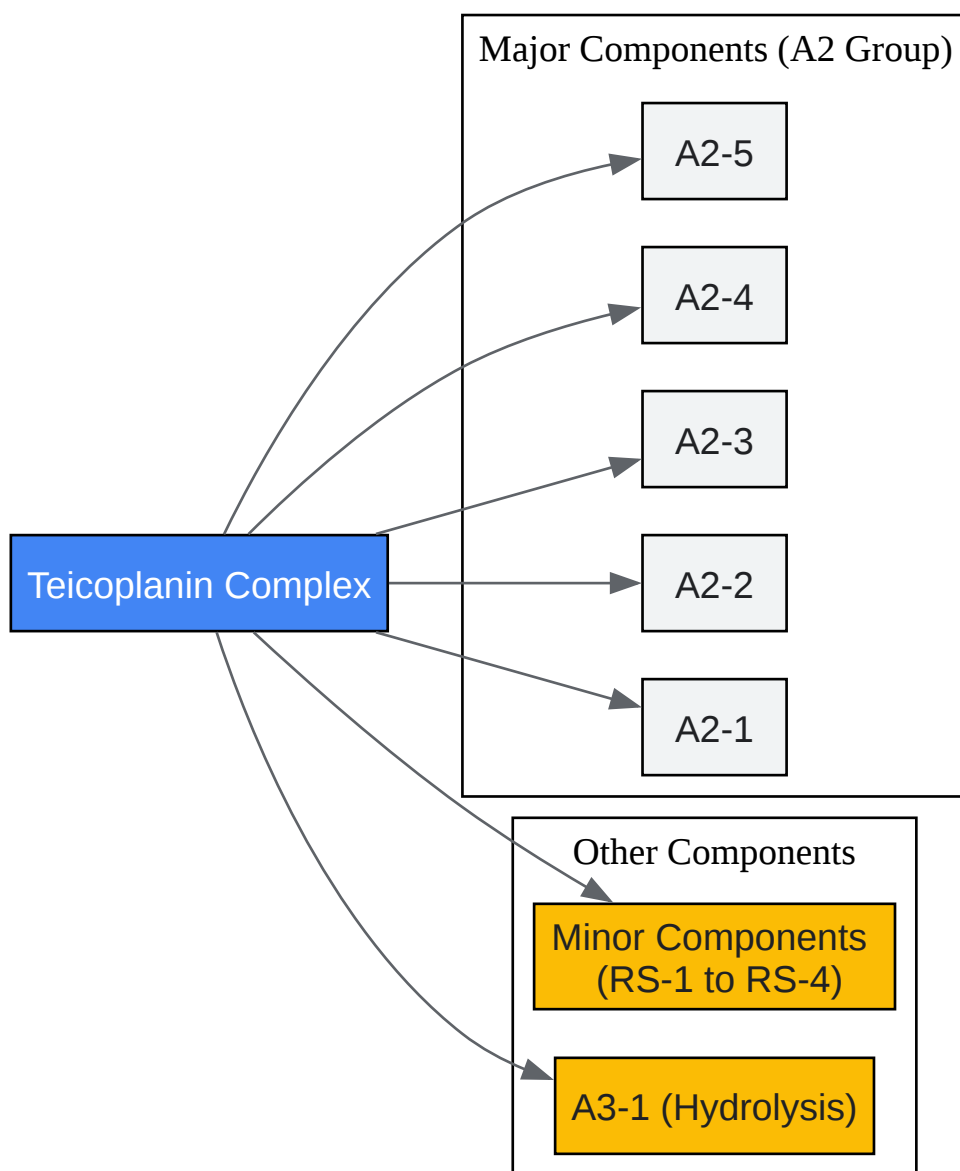 Major Components (A2 Group)
A2-5
A2-4
A2-3
Teicoplanin Complex
A2-2
A2-1
Other Components
Minor Components
(RS-1 to RS-4)
A3-1 (Hydrolysis)